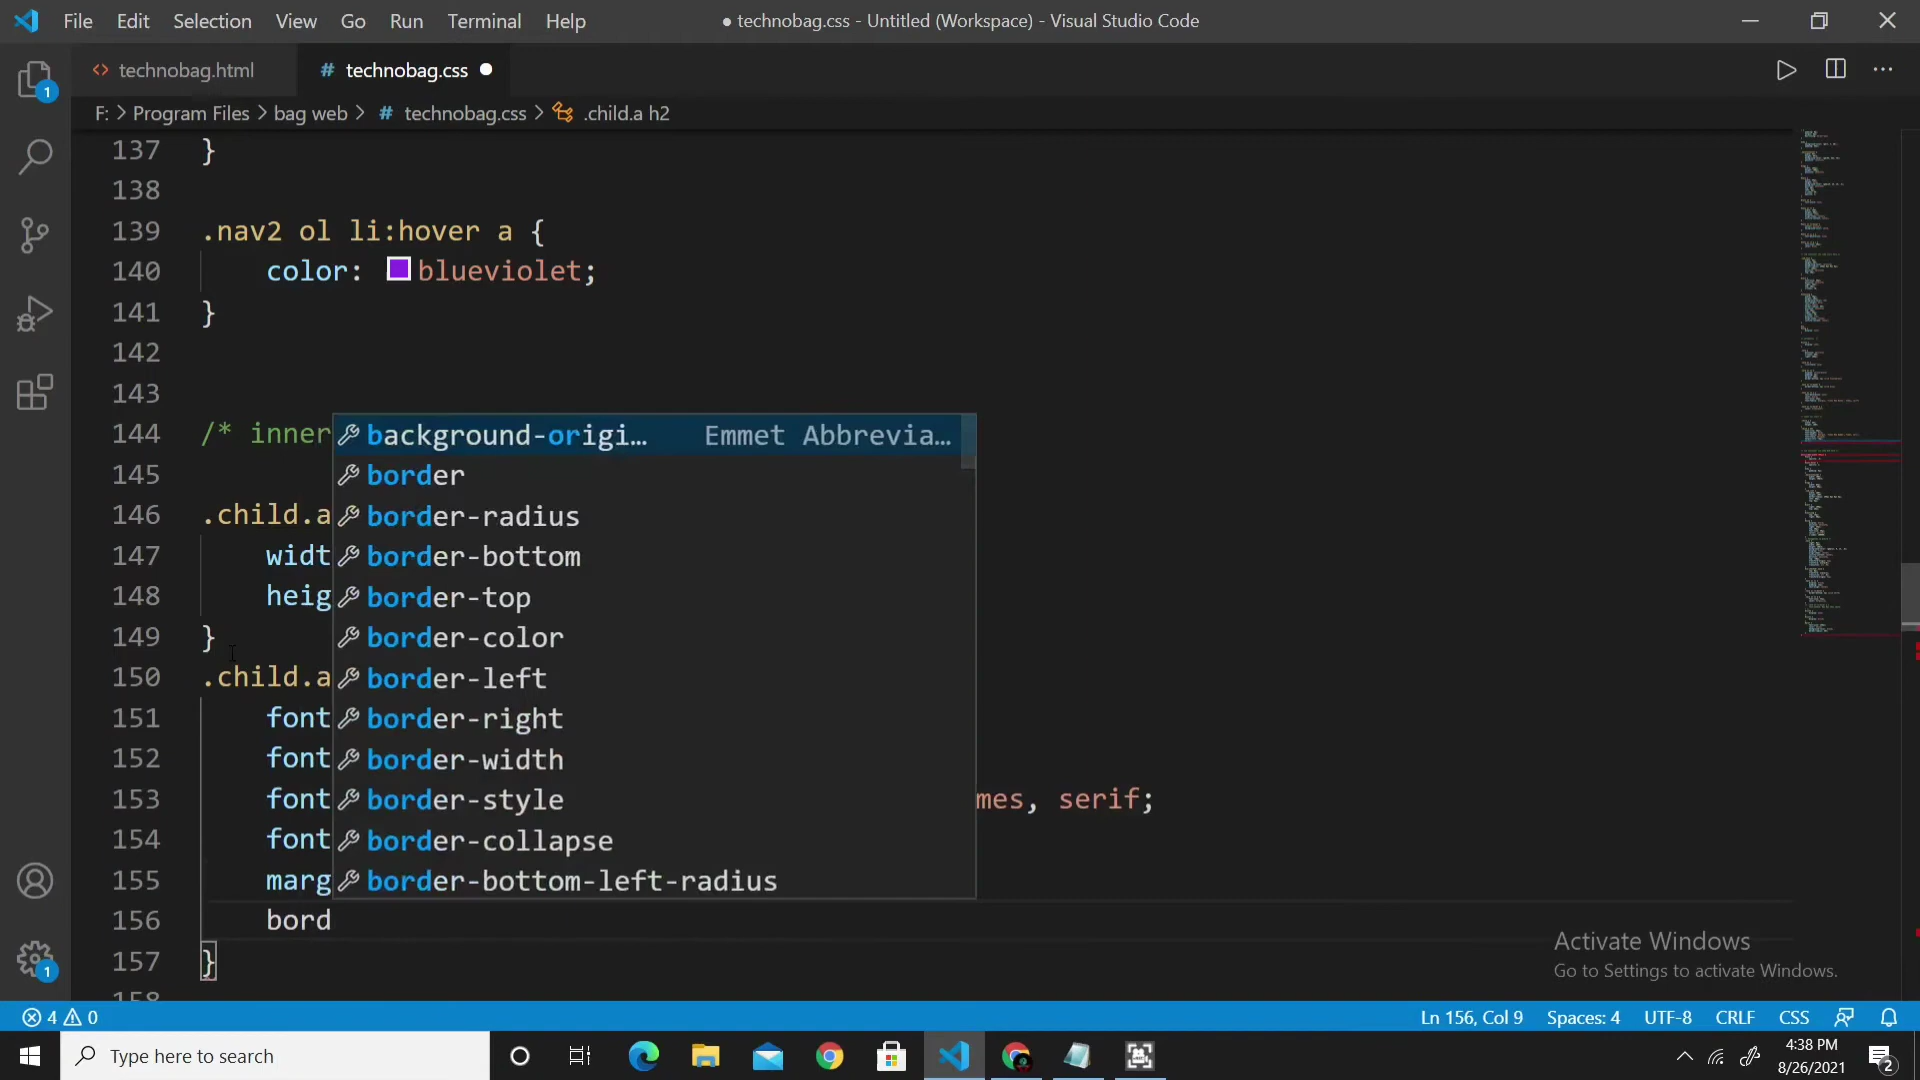 File Edit Selection View Go Run Terminal Help ● technobag.css - Untitled (Workspace) - Visual Studio Code
<> technobag.html # technobag.css ●
F: > Program Files > bag web > # technobag.css > .child.a h2
137 }
138
139 .nav2 ol li:hover a {
140 color: blueviolet;
141 }
142
143
144 /* inner background-origi… Emmet Abbrevia…
145 border
146 .child.a border-radius
147 widt border-bottom
148 heig border-top
149 } border-color
150 .child.a border-left
151 font border-right
152 font border-width
153 font border-style mes, serif;
154 font border-collapse
155 marg border-bottom-left-radius
156 bord
157 }
158
1
1
Activate Windows
Go to Settings to activate Windows.
4 0 Ln 156, Col 9 Spaces: 4 UTF-8 CRLF CSS
Type here to search
4:38 PM
8/26/2021
2